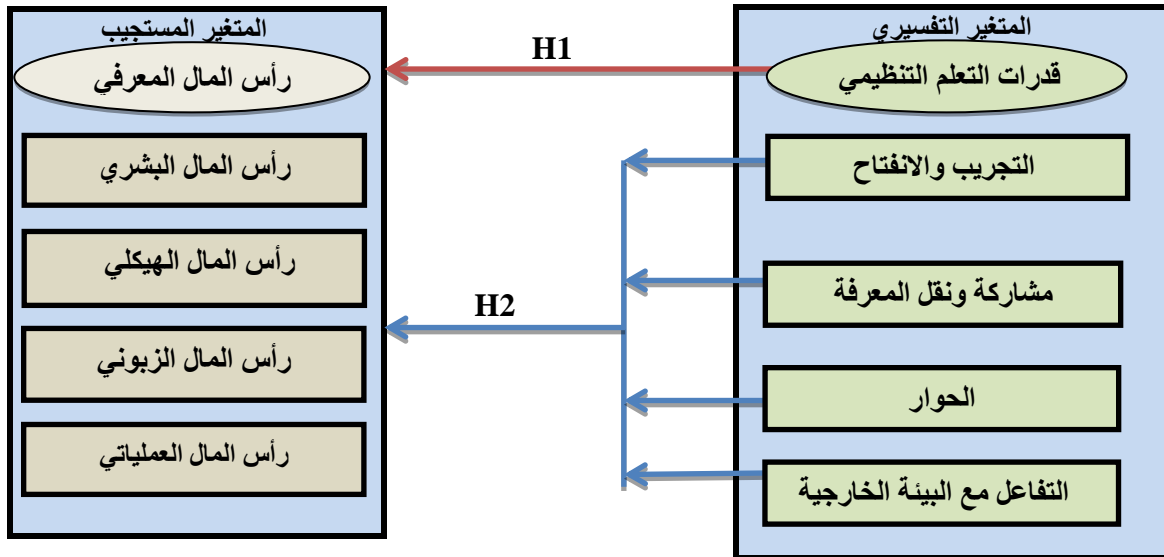 المتغير التفسيري
قدرات التعلم التنظيمي
التجريب والانفتاح
مشاركة ونقل المعرفة
الحوار
التفاعل مع البيئة الخارجية
H1
H2
المتغير المستجيب
رأس المال المعرفي
رأس المال البشري
رأس المال الهيكلي
رأس المال الزبوني
رأس المال العملياتي